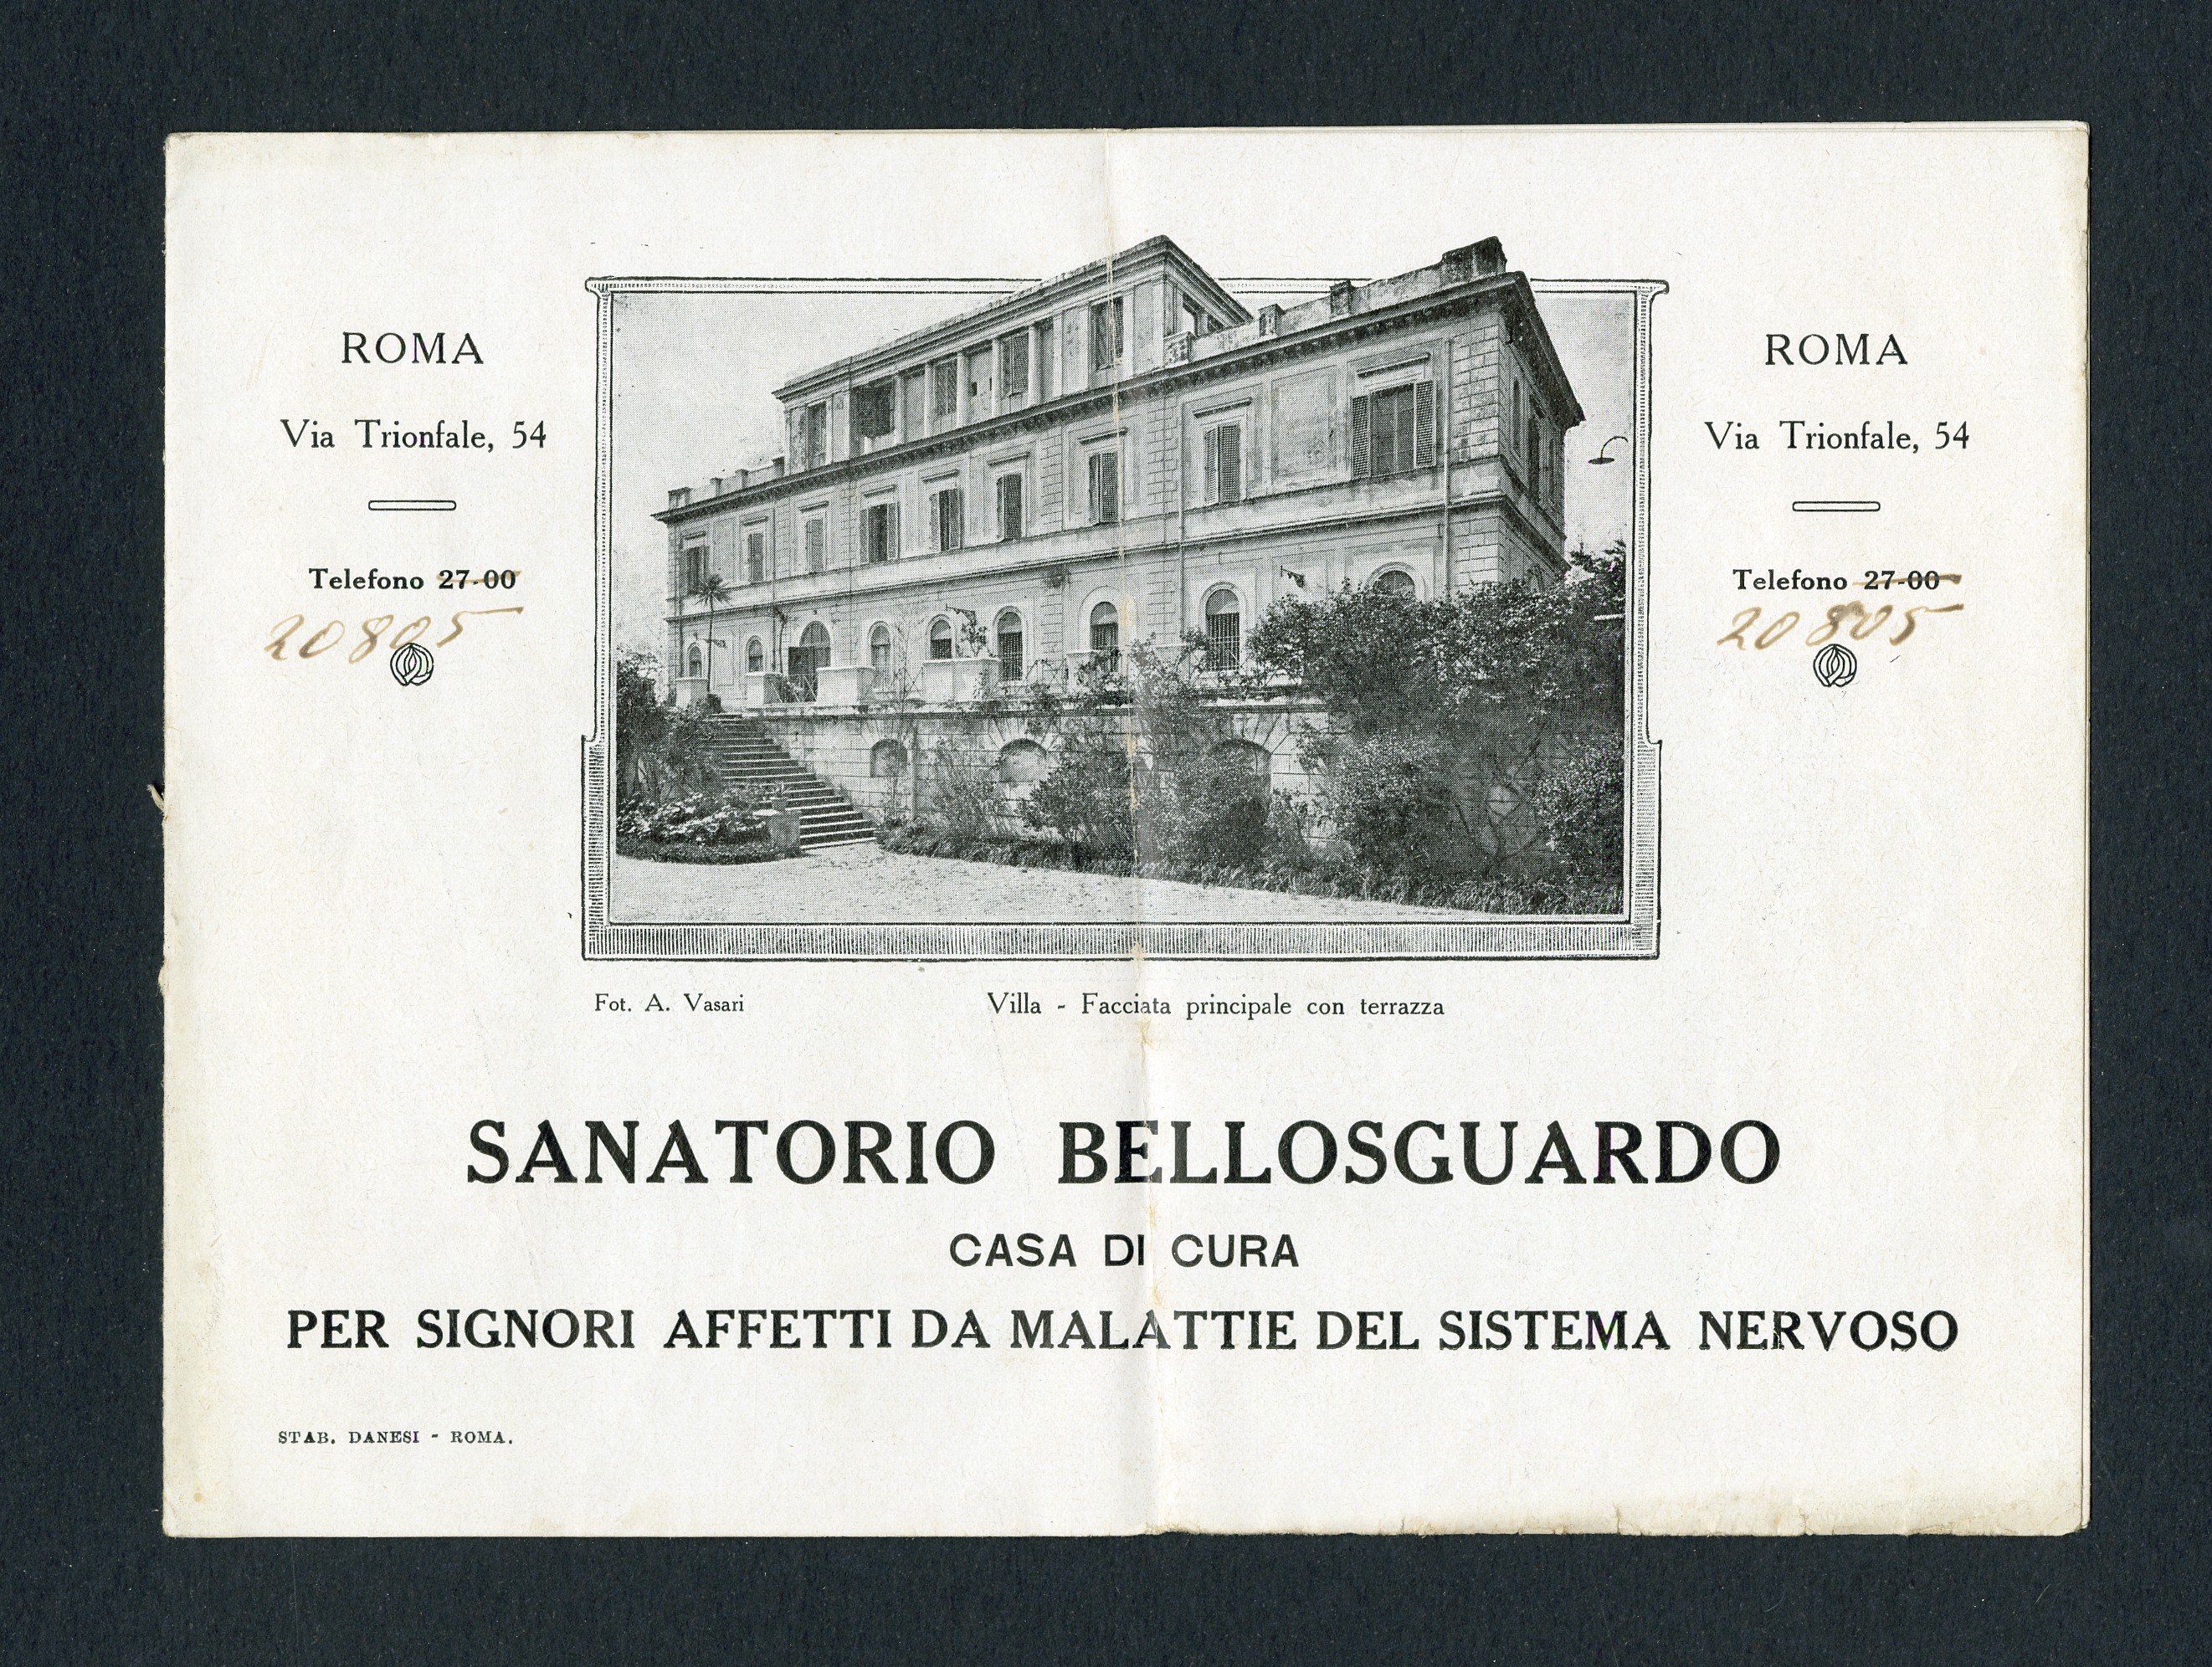 ROMA
Via Trionfale, 54
Telefono 27-00
20805
ROMA
Via Trionfale, 54
Telefono 27-00
20805
Fot. A. Vasari
Villa - Facciata principale con terrazza
SANATORIO BELLOSGUARDO
CASA DI CURA
PER SIGNORI AFFETTI DA MALATTIE DEL SISTEMA NERVOSO
STAB. DANESI - ROMA.